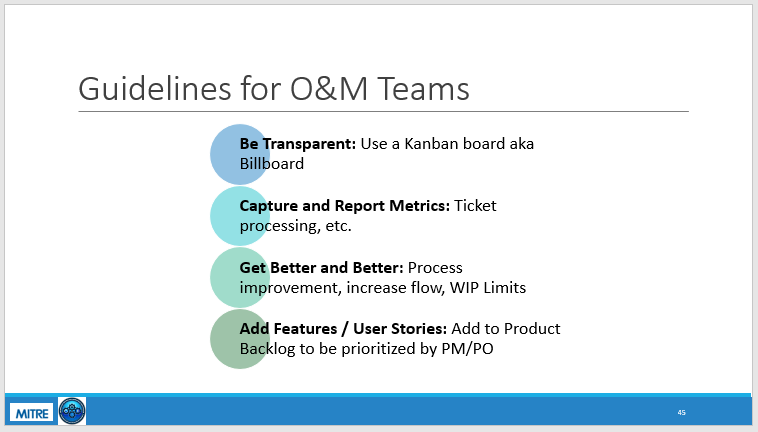 Guidelines for O&M Teams
Be Transparent: Use a Kanban board aka
Billboard
Capture and Report Metrics: Ticket
processing, etc.
Get Better and Better: Process
improvement, increase flow, WIP Limits
Add Features / User Stories: Add to Product
Backlog to be prioritized by PM/PO
MITRE
45